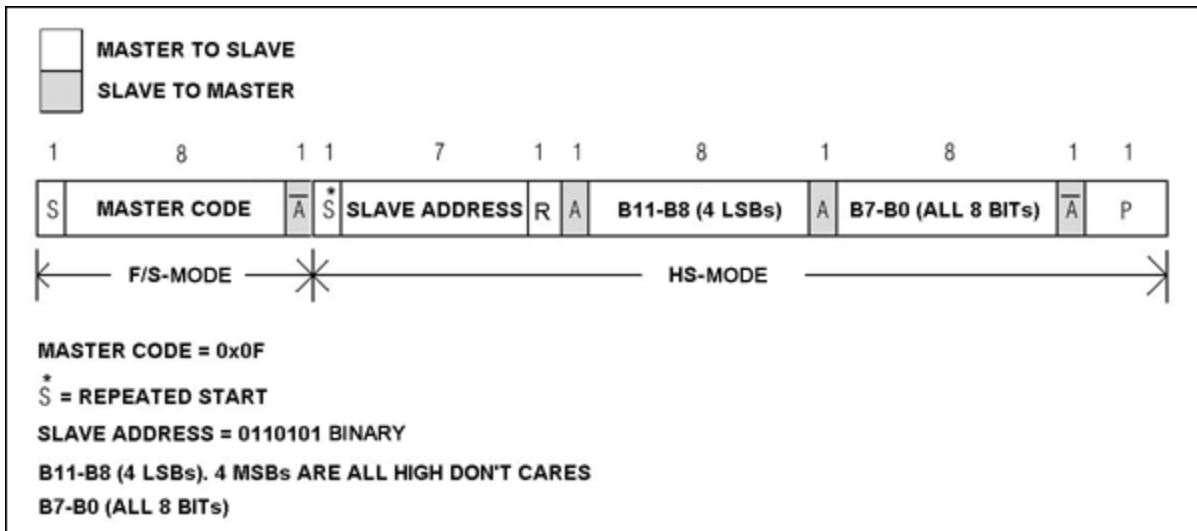 MASTER TO SLAVE
SLAVE TO MASTER
1 8 1 1 7 1 1 8 1 8 1 1
S MASTER CODE A̅ S* SLAVE ADDRESS R A B11-B8 (4 LSBs) A B7-B0 (ALL 8 BITs) A̅ P
F/S-MODE HS-MODE
MASTER CODE = 0x0F
S* = REPEATED START
SLAVE ADDRESS = 0110101 BINARY
B11-B8 (4 LSBs). 4 MSBs ARE ALL HIGH DON'T CARES
B7-B0 (ALL 8 BITs)